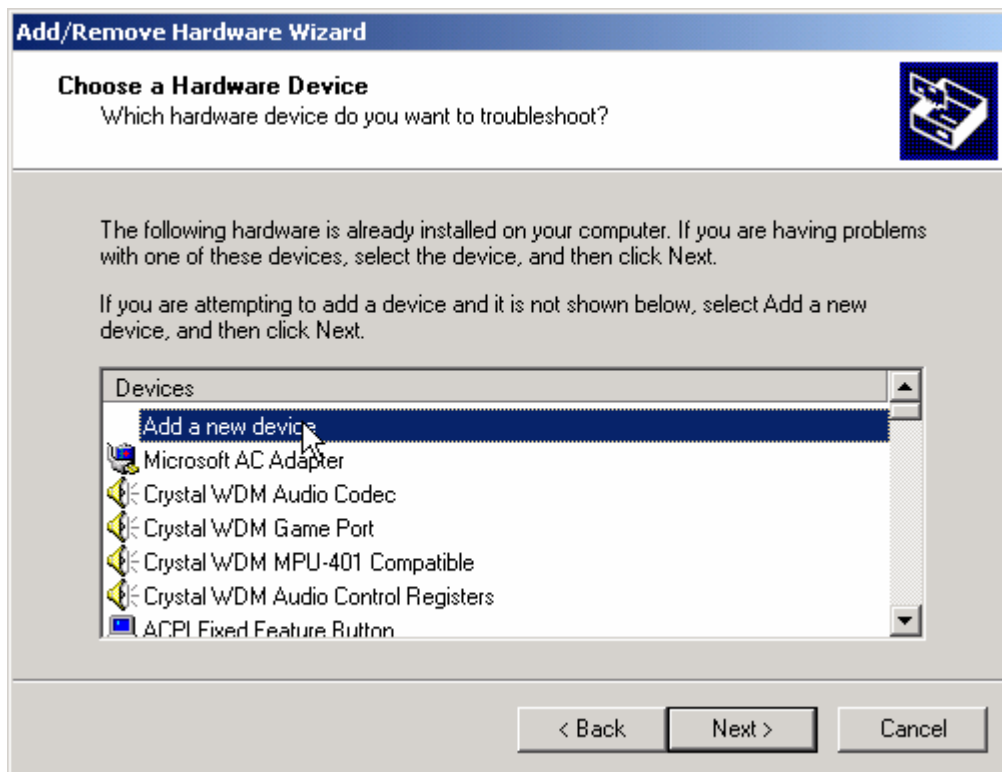 Add/Remove Hardware Wizard
Choose a Hardware Device
Which hardware device do you want to troubleshoot?
The following hardware is already installed on your computer. If you are having problems
with one of these devices, select the device, and then click Next.
If you are attempting to add a device and it is not shown below, select Add a new
device, and then click Next.
Devices
Add a new device
Microsoft AC Adapter
Crystal WDM Audio Codec
Crystal WDM Game Port
Crystal WDM MPU-401 Compatible
Crystal WDM Audio Control Registers
ACPI Fixed Feature Button
< Back
Next >
Cancel